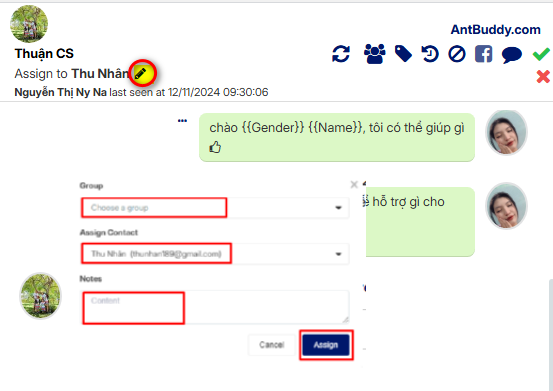 AntBuddy.com
Thuận CS
Assign to Thu Nhân
Nguyễn Thị Ny Na last seen at 12/11/2024 09:30:06
chào {{Gender}} {{Name}}, tôi có thể giúp gì
hỗ trợ gì cho
Group
Choose a group
Assign Contact
Thu Nhân (thunhan189@gmail.com)
Notes
Content
Cancel
Assign